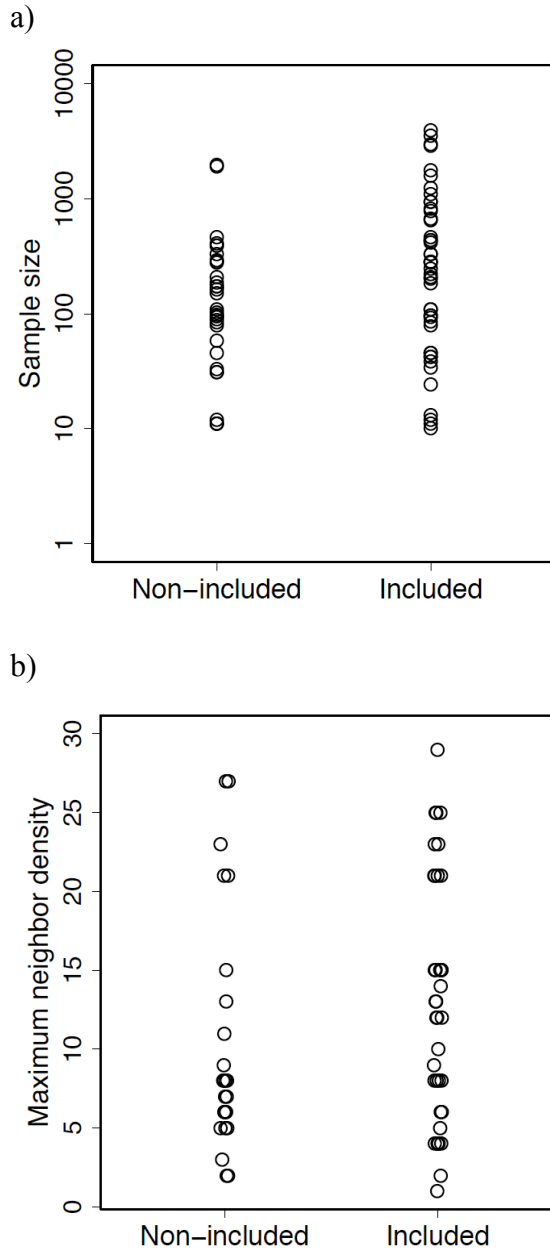 a)
10000
1000
100
10
1
Sample size
Non−included Included
b)
30
25
20
15
10
5
0
Maximum neighbor density
Non−included Included